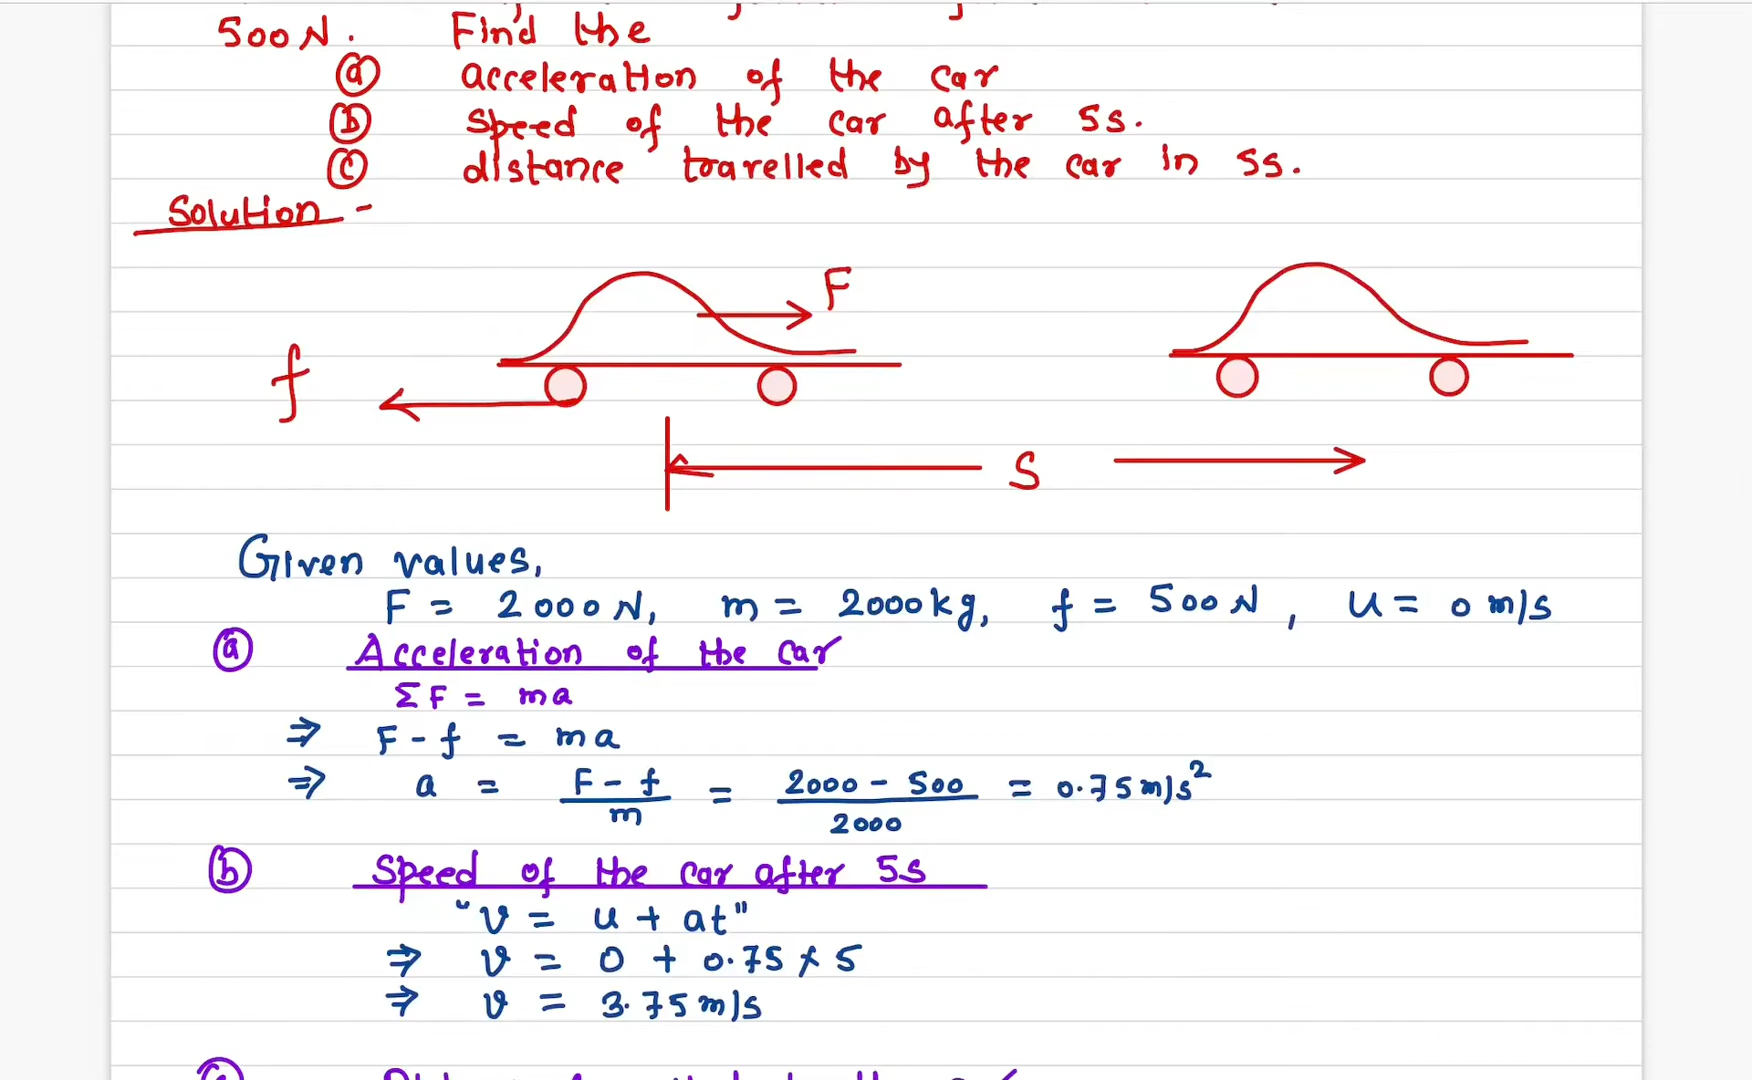 500 N. Find the
ⓐ acceleration of the car
ⓑ speed of the car after 5s.
ⓒ distance travelled by the car in 5s.
Solution -
F
f
S
Given values,
F = 2000 N, m = 2000 kg, f = 500 N, u = 0 m/s
ⓐ Acceleration of the car
ΣF = ma
⇒ F - f = ma
⇒ a = (F - f)/m = (2000 - 500)/2000 = 0.75 m/s²
ⓑ Speed of the car after 5s
"v = u + at"
⇒ v = 0 + 0.75 × 5
⇒ v = 3.75 m/s